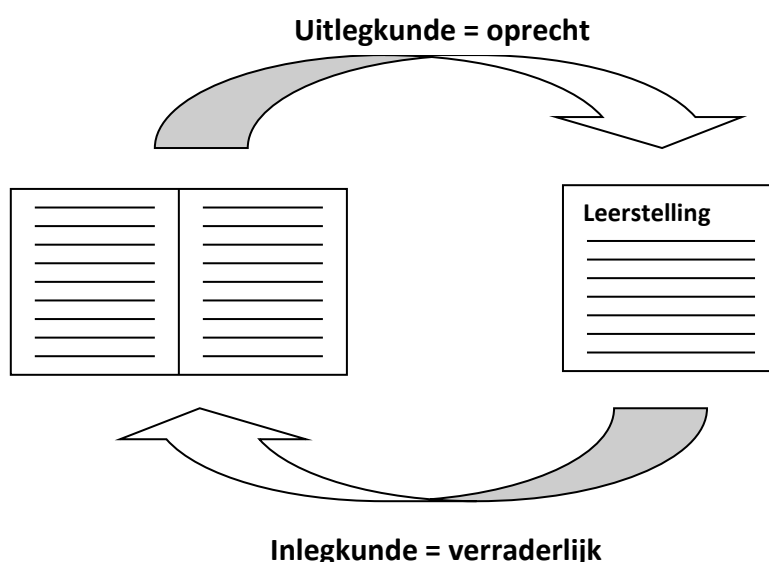 Uitlegkunde = oprecht
Leerstelling
Inlegkunde = verraderlijk